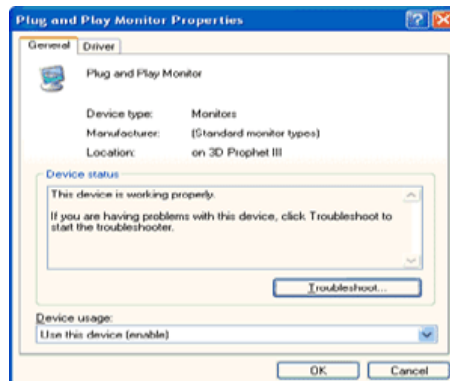 Plug and Play Monitor Properties
General
Driver
Plug and Play Monitor
Device type: Monitors
Manufacturer: (Standard monitor types)
Location: on 3D Prophet III
Device status
This device is working properly.
If you are having problems with this device, click Troubleshoot to
start the troubleshooter.
Troubleshoot...
Device usage:
Use this device (enable)
OK
Cancel